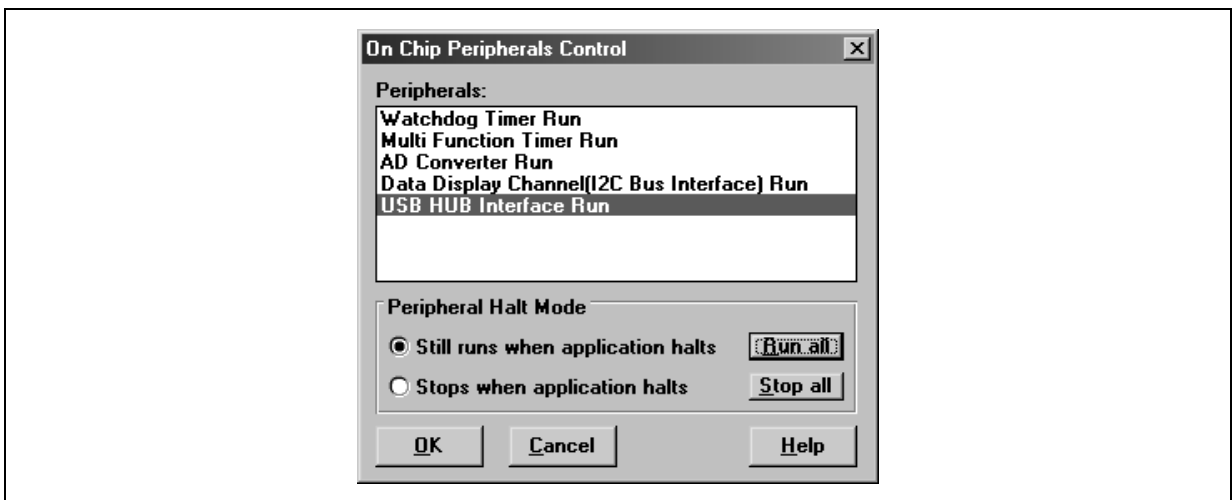 On Chip Peripherals Control
Peripherals:
Watchdog Timer Run
Multi Function Timer Run
AD Converter Run
Data Display Channel(I2C Bus Interface) Run
USB HUB Interface Run
Peripheral Halt Mode
Still runs when application halts Run all
Stops when application halts Stop all
OK Cancel Help